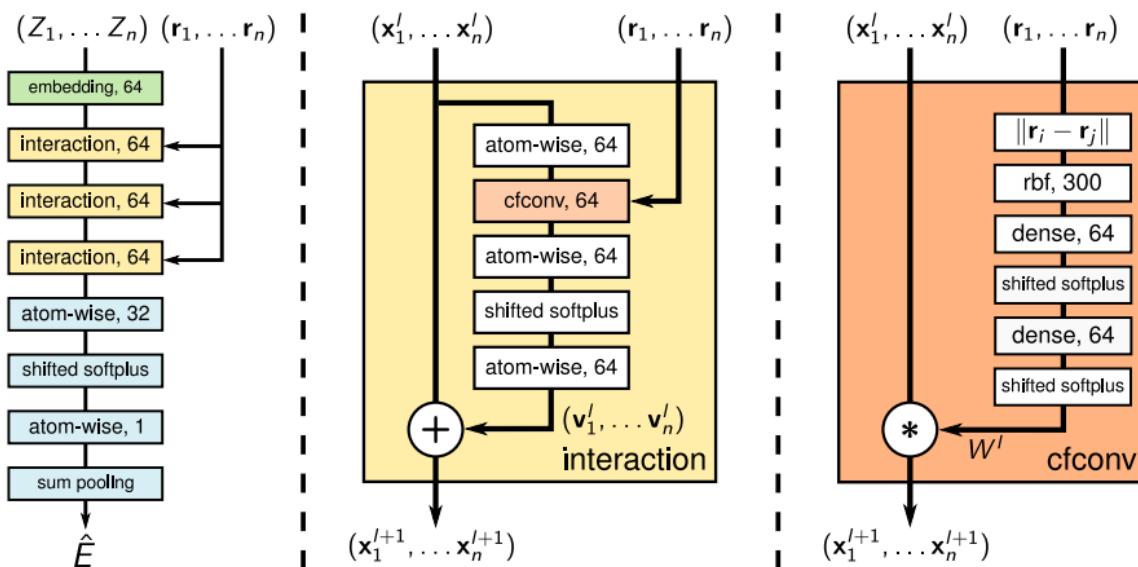 (Z₁, … Zₙ) (r₁, … rₙ)
embedding, 64
interaction, 64
interaction, 64
interaction, 64
atom-wise, 32
shifted softplus
atom-wise, 1
sum pooling
Ê
(x₁ˡ, … xₙˡ) (r₁, … rₙ)
atom-wise, 64
cfconv, 64
atom-wise, 64
shifted softplus
atom-wise, 64
+ (v₁ˡ, … vₙˡ)
interaction
(x₁ˡ⁺¹, … xₙˡ⁺¹)
(x₁ˡ, … xₙˡ) (r₁, … rₙ)
‖rᵢ − rⱼ‖
rbf, 300
dense, 64
shifted softplus
dense, 64
shifted softplus
* Wˡ
cfconv
(x₁ˡ⁺¹, … xₙˡ⁺¹)